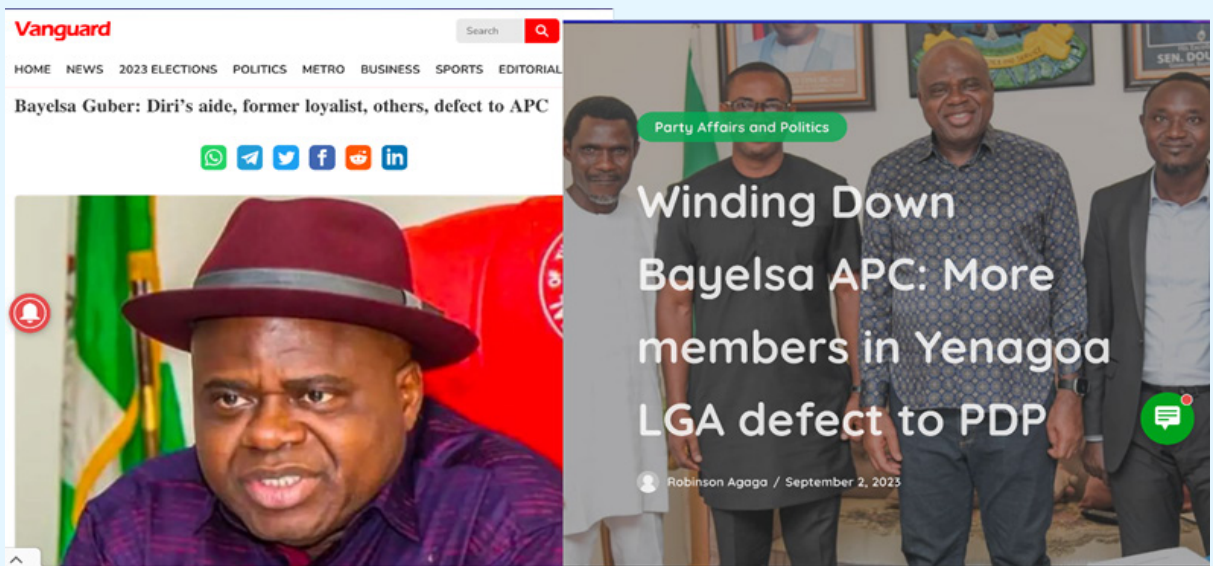 Vanguard
Search
HOME NEWS 2023 ELECTIONS POLITICS METRO BUSINESS SPORTS EDITORIAL
Bayelsa Guber: Diri's aide, former loyalist, others, defect to APC
SEN. DOU
Party Affairs and Politics
Winding Down
Bayelsa APC: More
members in Yenagoa
LGA defect to PDP
Robinson Agaga / September 2, 2023